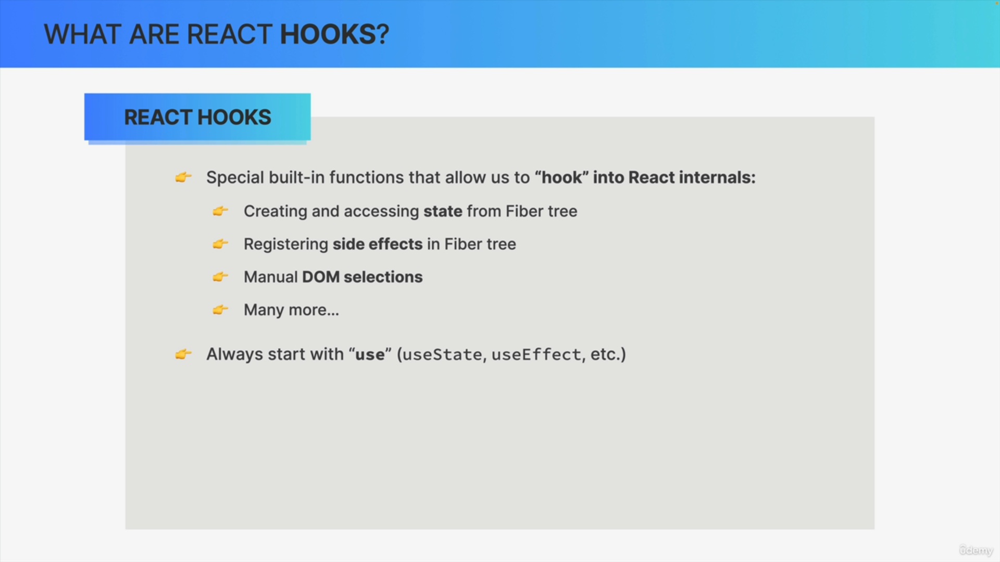 WHAT ARE REACT HOOKS?
REACT HOOKS
👉 Special built-in functions that allow us to “hook” into React internals:
👉 Creating and accessing state from Fiber tree
👉 Registering side effects in Fiber tree
👉 Manual DOM selections
👉 Many more...
👉 Always start with “use” (useState, useEffect, etc.)
ûdemy